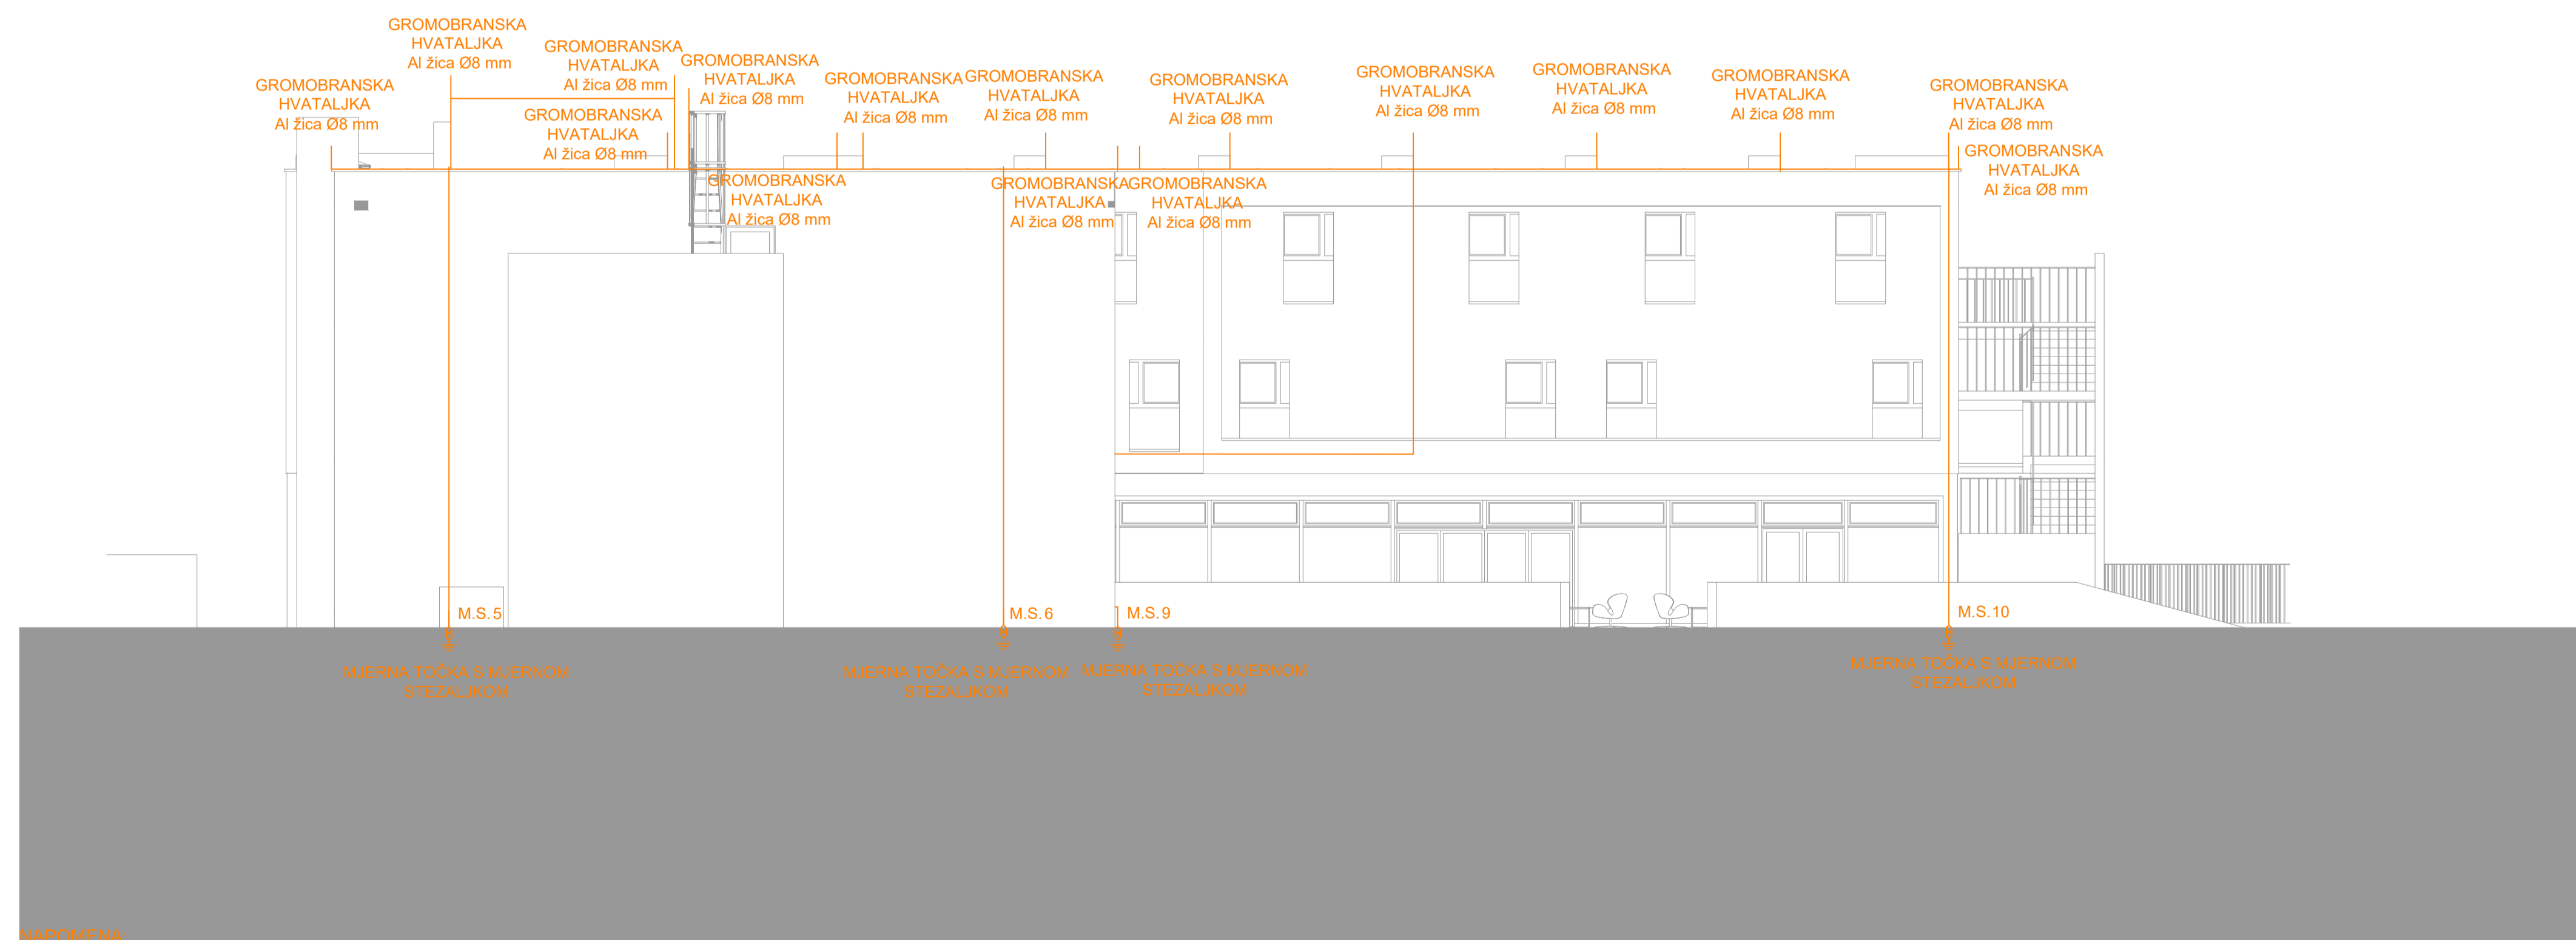 GROMOBRANSKA
HVATALJKA
Al žica Ø8 mm
GROMOBRANSKA
HVATALJKA
Al žica Ø8 mm
GROMOBRANSKA
HVATALJKA
Al žica Ø8 mm
GROMOBRANSKA
HVATALJKA
Al žica Ø8 mm
GROMOBRANSKA
HVATALJKA
Al žica Ø8 mm
GROMOBRANSKA
HVATALJKA
Al žica Ø8 mm
GROMOBRANSKA
HVATALJKA
Al žica Ø8 mm
GROMOBRANSKA
HVATALJKA
Al žica Ø8 mm
GROMOBRANSKA
HVATALJKA
Al žica Ø8 mm
GROMOBRANSKA
HVATALJKA
Al žica Ø8 mm
GROMOBRANSKA
HVATALJKA
Al žica Ø8 mm
GROMOBRANSKA
HVATALJKA
Al žica Ø8 mm
GROMOBRANSKA
HVATALJKA
Al žica Ø8 mm
GROMOBRANSKA
HVATALJKA
Al žica Ø8 mm
GROMOBRANSKA
HVATALJKA
Al žica Ø8 mm
GROMOBRANSKA
HVATALJKA
Al žica Ø8 mm
M.S.5
M.S.6
M.S.9
M.S.10
MJERNA TOČKA S MJERNOM
STEZALJKOM
MJERNA TOČKA S MJERNOM
STEZALJKOM
MJERNA TOČKA S MJERNOM
STEZALJKOM
MJERNA TOČKA S MJERNOM
STEZALJKOM
NAPOMENA: